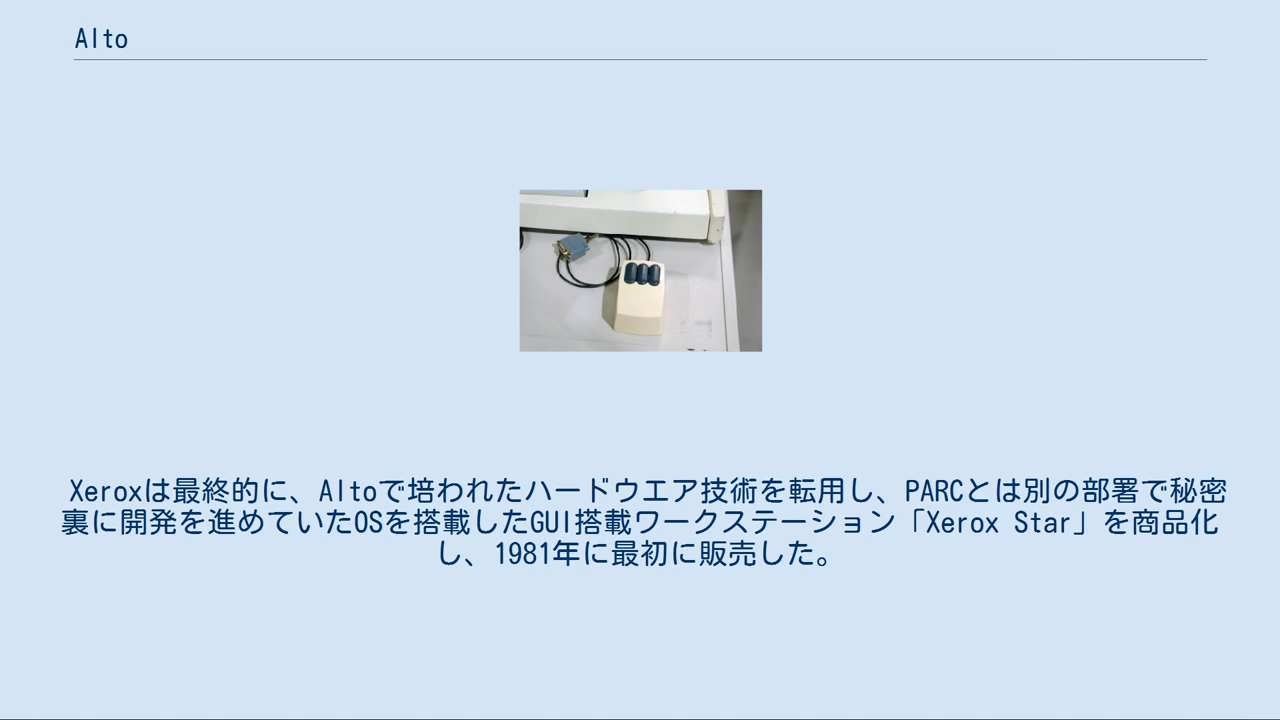 Alto
Xeroxは最終的に、Altoで培われたハードウエア技術を転用し、PARCとは別の部署で秘密
裏に開発を進めていたOSを搭載したGUI搭載ワークステーション「Xerox Star」を商品化
し、1981年に最初に販売した。